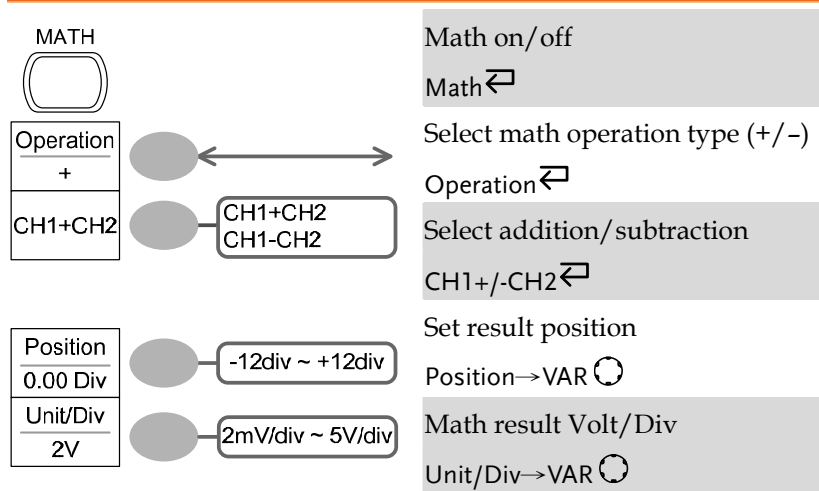 MATH
Math on/off
Math
Operation
+
Select math operation type (+/–)
Operation
CH1+CH2
CH1+CH2
CH1-CH2
Select addition/subtraction
CH1+/-CH2
Position
0.00 Div
-12div ~ +12div
Set result position
Position→VAR
Unit/Div
2V
2mV/div ~ 5V/div
Math result Volt/Div
Unit/Div→VAR